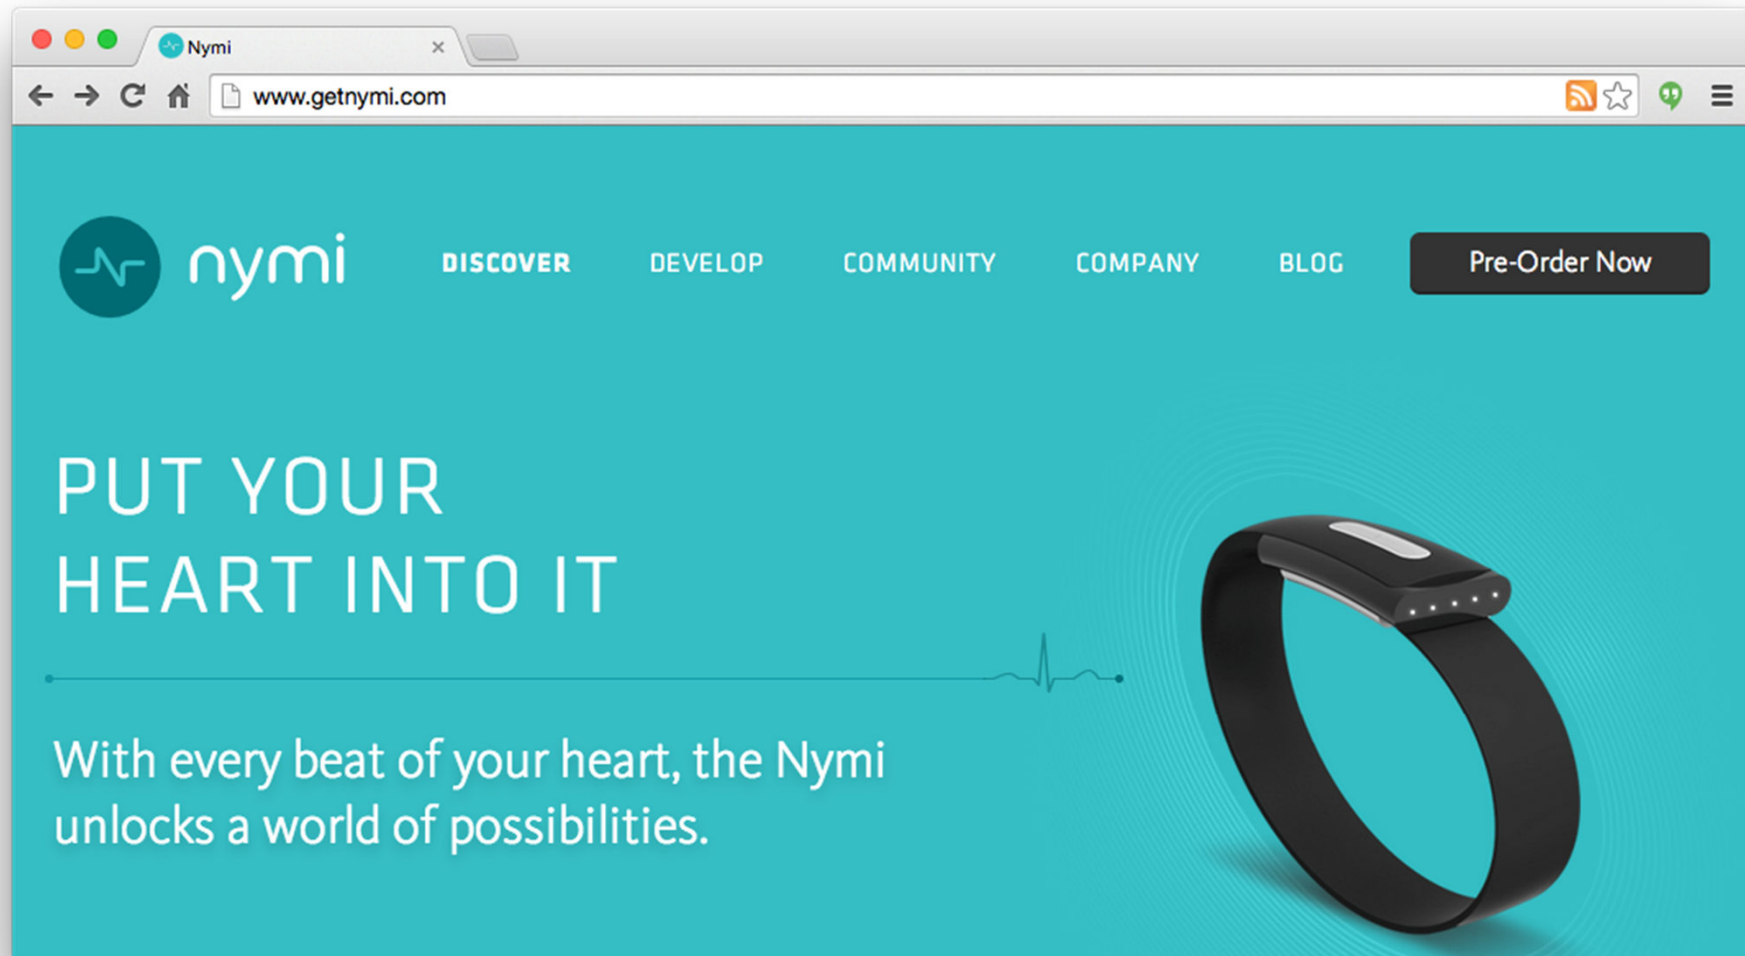 Nymi
www.getnymi.com
nymi
DISCOVER
DEVELOP
COMMUNITY
COMPANY
BLOG
Pre-Order Now
PUT YOUR
HEART INTO IT
With every beat of your heart, the Nymi
unlocks a world of possibilities.